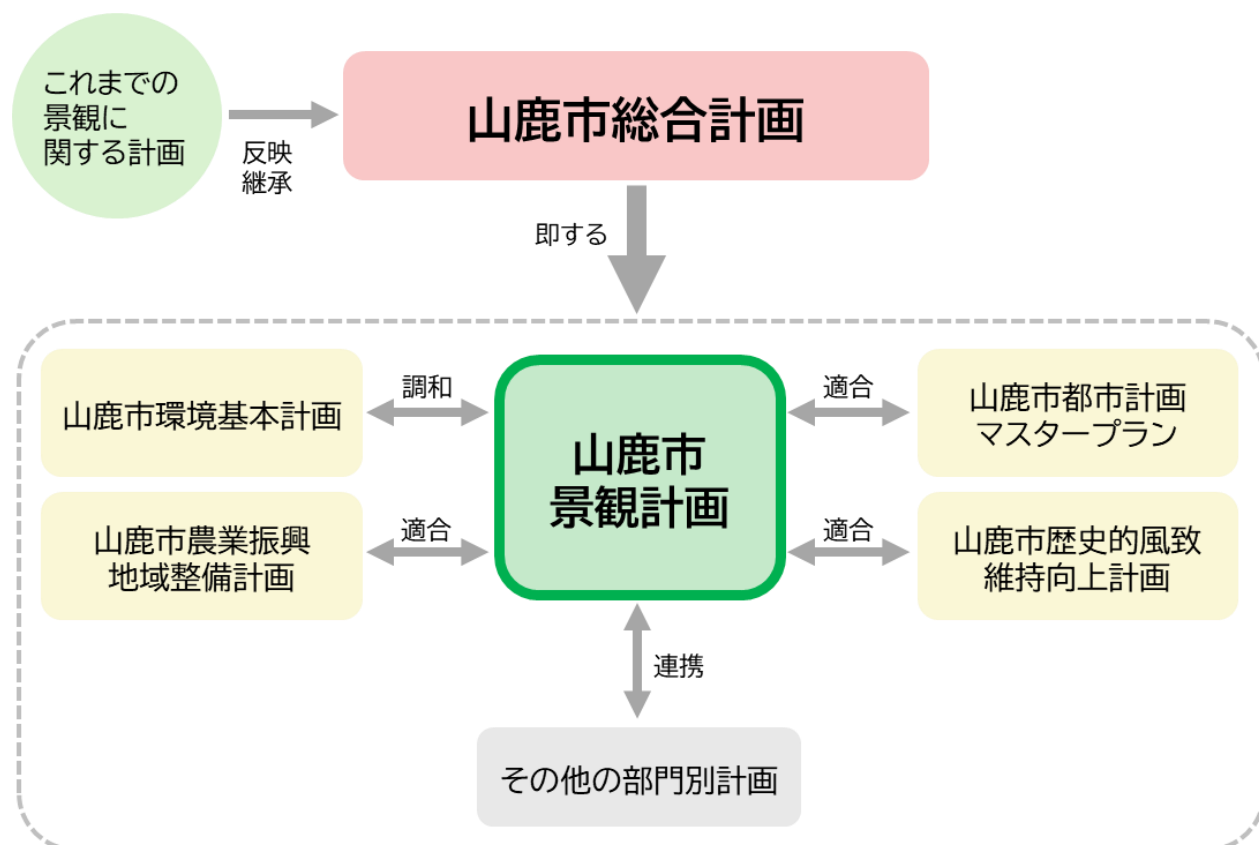 これまでの
景観に
関する計画
反映
継承
山鹿市総合計画
即する
山鹿市環境基本計画
調和
山鹿市農業振興
地域整備計画
適合
山鹿市
景観計画
適合
山鹿市都市計画
マスタープラン
適合
山鹿市歴史的風致
維持向上計画
連携
その他の部門別計画